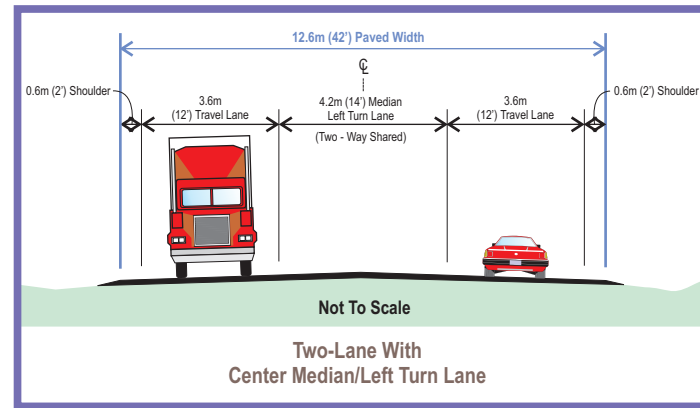 12.6m (42') Paved Width
℄
0.6m (2') Shoulder
3.6m
(12') Travel Lane
4.2m (14') Median
Left Turn Lane
(Two - Way Shared)
3.6m
(12') Travel Lane
0.6m (2') Shoulder
Not To Scale
Two-Lane With
Center Median/Left Turn Lane